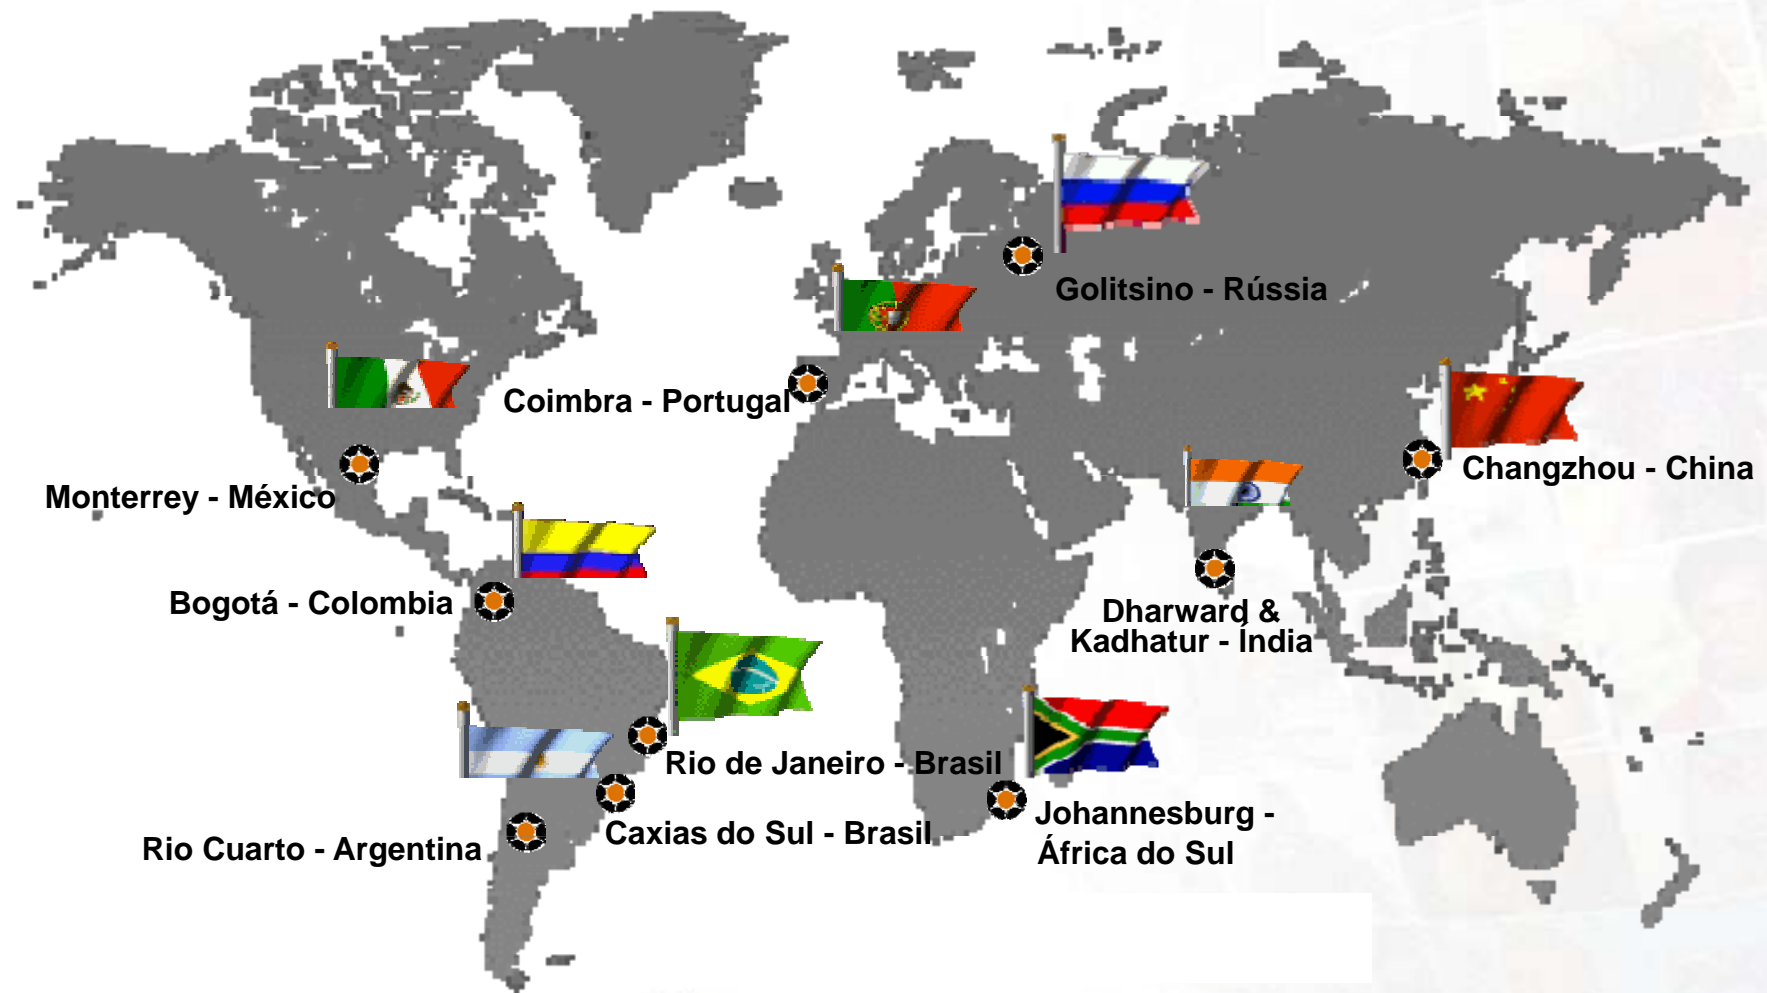 Golitsino - Rússia
Coimbra - Portugal
Changzhou - China
Monterrey - México
Bogotá - Colombia
Dharward &
Kadhatur - Índia
Rio de Janeiro - Brasil
Johannesburg -
África do Sul
Caxias do Sul - Brasil
Rio Cuarto - Argentina